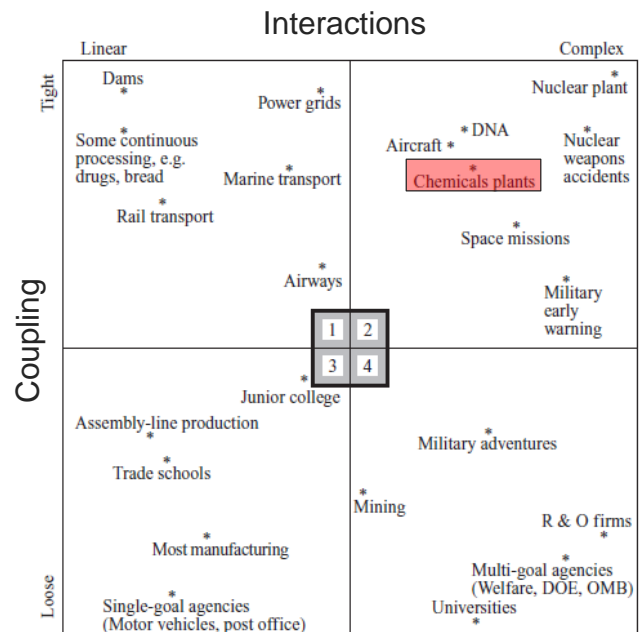 Interactions
Linear
Complex
Tight
Dams
Power grids
Nuclear plant
Some continuous
processing, e.g.
drugs, bread
DNA
Aircraft
Nuclear
weapons
accidents
Marine transport
Chemicals plants
Rail transport
Space missions
Airways
Military
early
warning
Coupling
1 2
3 4
Junior college
Assembly-line production
Military adventures
Trade schools
Mining
R & O firms
Most manufacturing
Multi-goal agencies
(Welfare, DOE, OMB)
Loose
Single-goal agencies
(Motor vehicles, post office)
Universities